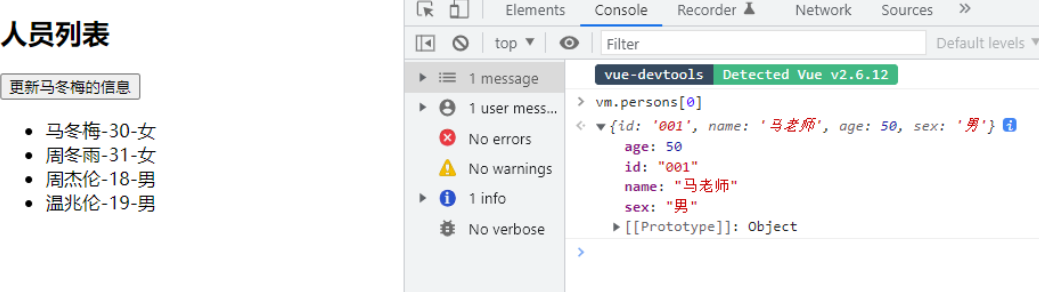 人员列表
更新马冬梅的信息
马冬梅-30-女
周冬雨-31-女
周杰伦-18-男
温兆伦-19-男
Elements Console Recorder Network Sources »
top ▼ Filter Default levels ▼
1 message
1 user mess...
No errors
No warnings
1 info
No verbose
vue-devtools Detected Vue v2.6.12
> vm.persons[0]
▼{id: '001', name: '马老师', age: 50, sex: '男'}
age: 50
id: "001"
name: "马老师"
sex: "男"
▶[[Prototype]]: Object
>